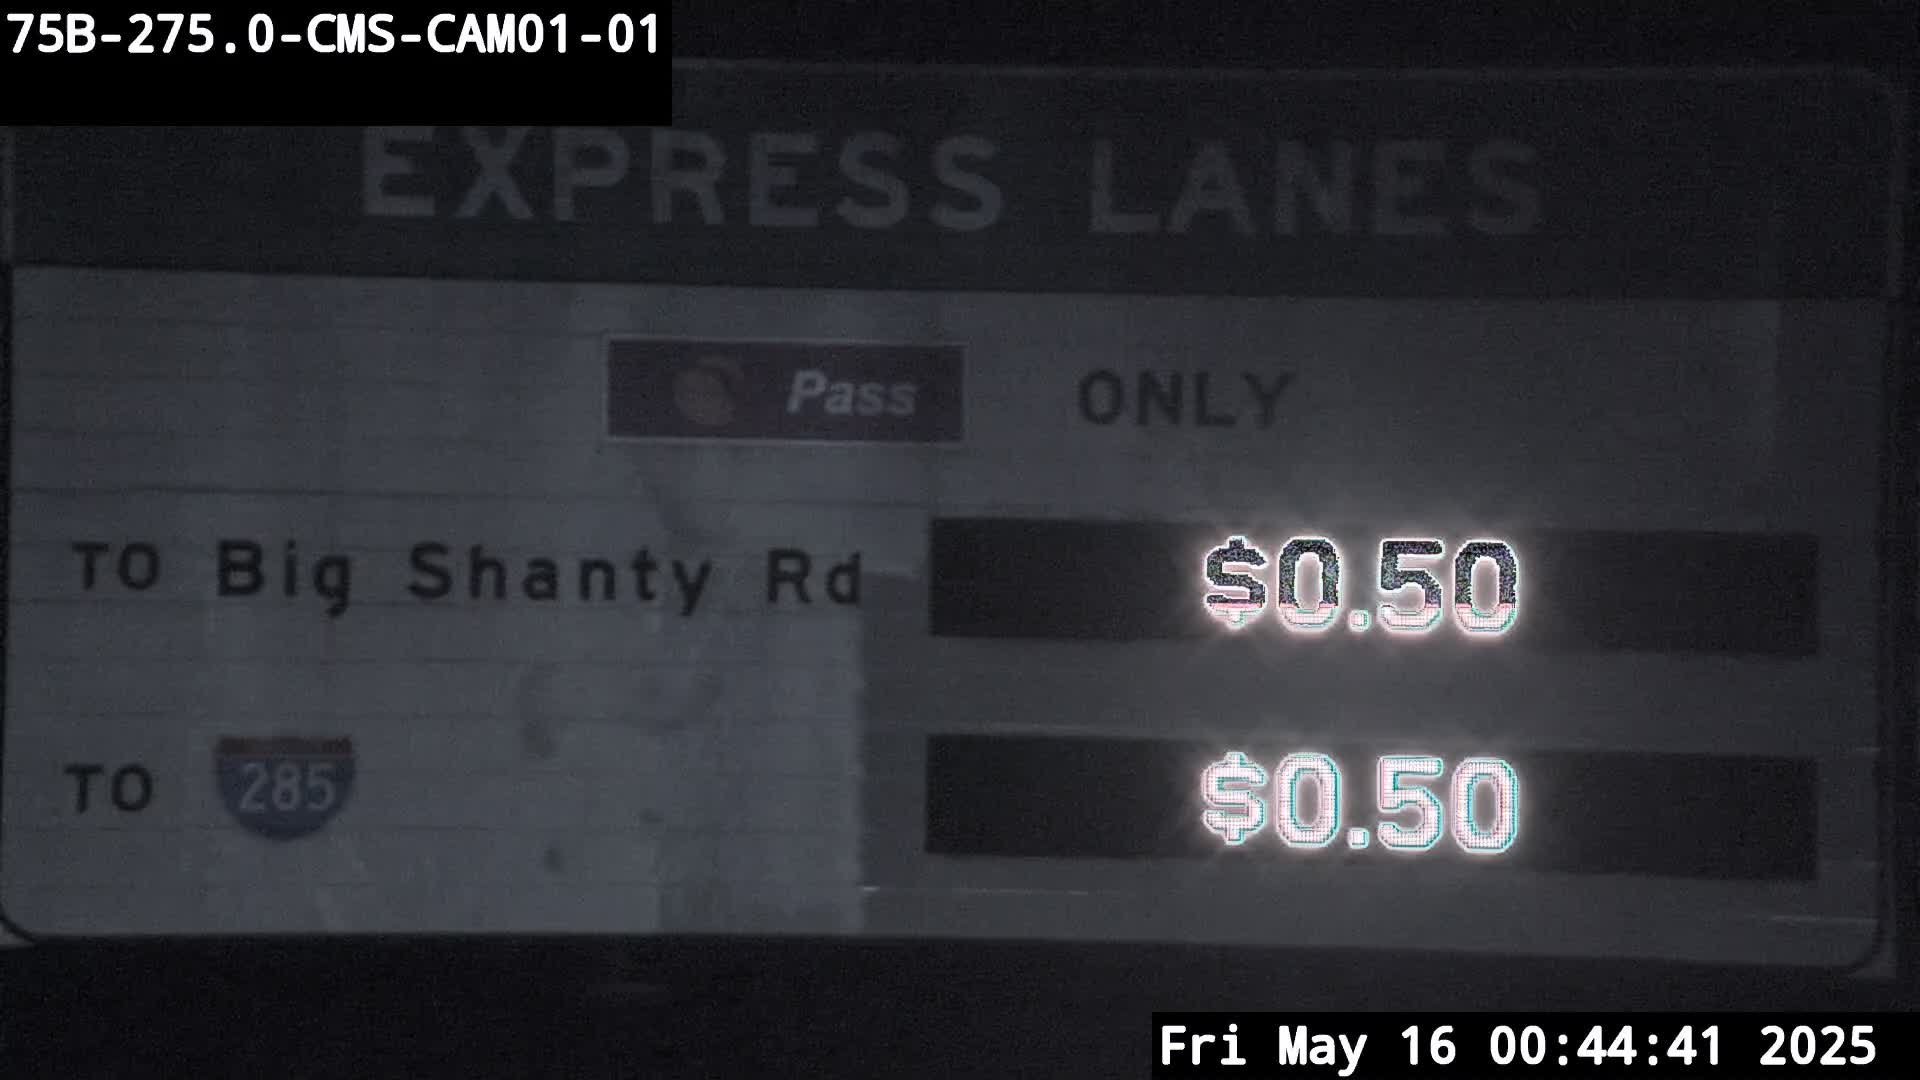 75B-275.0-CMS-CAM01-01
EXPRESS LANES
Pass ONLY
TO Big Shanty Rd $0.50
TO 285 $0.50
Fri May 16 00:44:41 2025